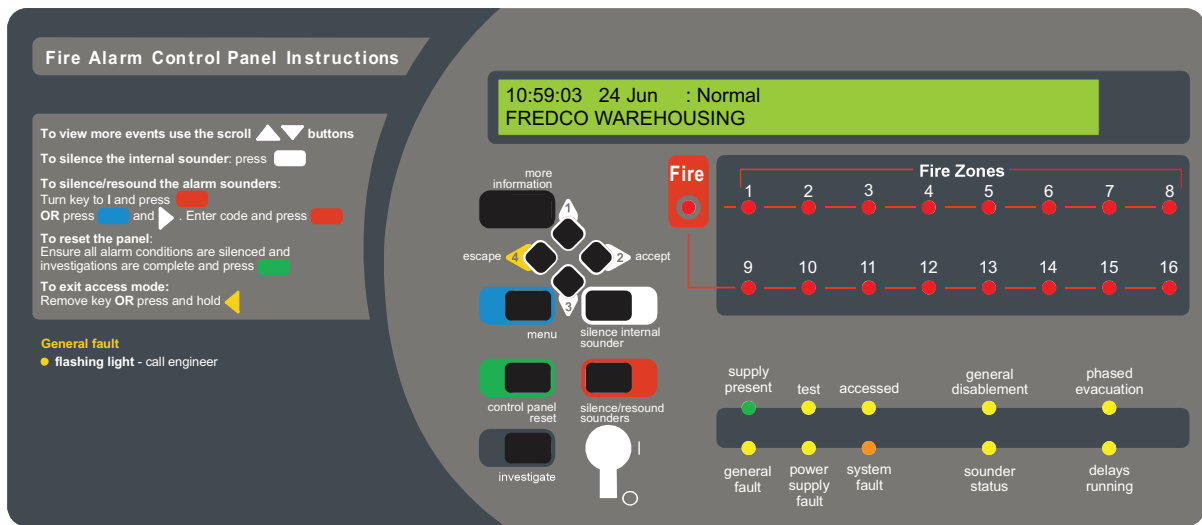 Fire Alarm Control Panel Instructions
To view more events use the scroll buttons
To silence the internal sounder: press
To silence/resound the alarm sounders:
Turn key to I and press
OR press and . Enter code and press
To reset the panel:
Ensure all alarm conditions are silenced and
investigations are complete and press
To exit access mode:
Remove key OR press and hold
General fault
flashing light - call engineer
10:59:03 24 Jun : Normal
FREDCO WAREHOUSING
more
information
1
escape 4
2 accept
3
menu
silence internal
sounder
control panel
reset
silence/resound
sounders
investigate
I
O
Fire
Fire Zones
1 2 3 4 5 6 7 8
9 10 11 12 13 14 15 16
supply
present
test
accessed
general
disablement
phased
evacuation
general
fault
power
supply
fault
system
fault
sounder
status
delays
running